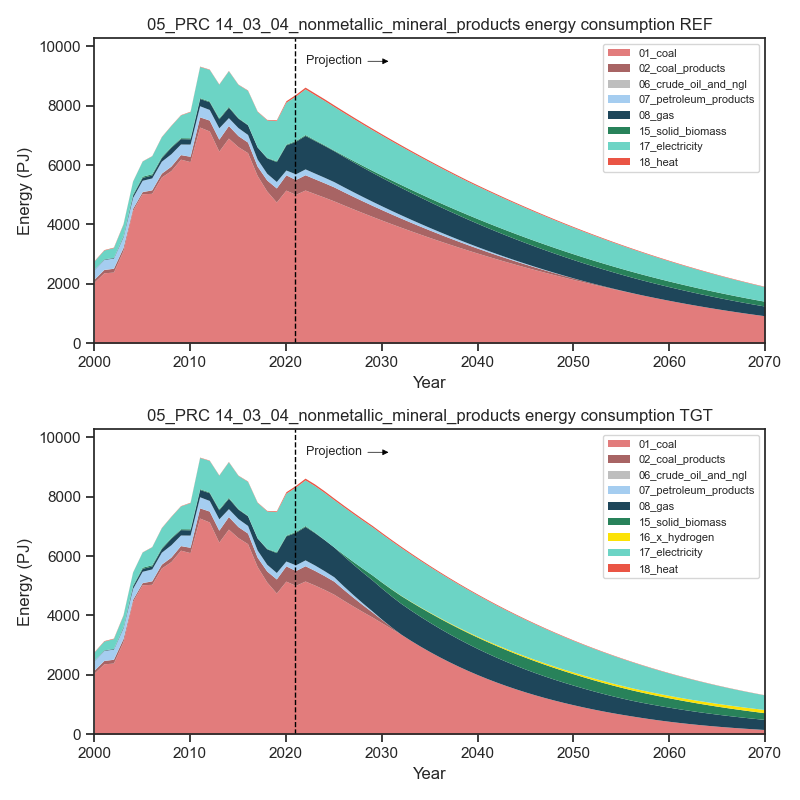 05_PRC 14_03_04_nonmetallic_mineral_products energy consumption REF
10000
8000
6000
4000
2000
0
Energy (PJ)
Projection
01_coal
02_coal_products
06_crude_oil_and_ngl
07_petroleum_products
08_gas
15_solid_biomass
17_electricity
18_heat
2000 2010 2020 2030 2040 2050 2060 2070
Year
05_PRC 14_03_04_nonmetallic_mineral_products energy consumption TGT
10000
8000
6000
4000
2000
0
Energy (PJ)
Projection
01_coal
02_coal_products
06_crude_oil_and_ngl
07_petroleum_products
08_gas
15_solid_biomass
16_x_hydrogen
17_electricity
18_heat
2000 2010 2020 2030 2040 2050 2060 2070
Year